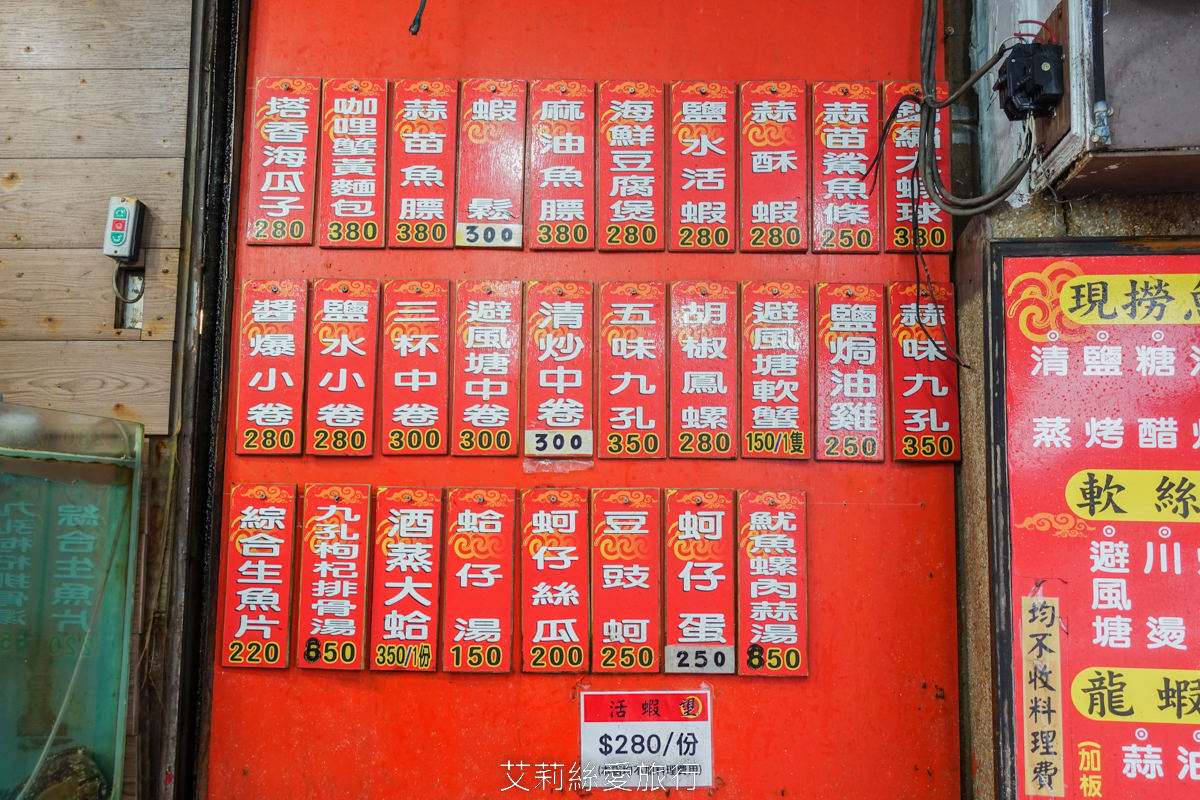 塔香海瓜子 280
咖哩蟹黃麵包 380
蒜苗魚膘 380
蝦鬆 300
麻油魚膘 380
海鮮豆腐煲 280
鹽水活蝦 280
蒜酥蝦 280
蒜苗鯊魚條 250
大蝦球 380
醬爆小卷 280
鹽水小卷 280
三杯中卷 300
避風塘中卷 300
清炒中卷 300
五味九孔 350
胡椒鳳螺 280
避風塘軟蟹 150/1隻
鹽焗油雞 250
蒜味九孔 350
綜合生魚片 220
九孔枸杞排骨湯 850
酒蒸大蛤 350/1份
蛤仔湯 150
蚵仔絲瓜 200
豆豉蚵 250
蚵仔蛋 250
魷魚螺肉蒜湯 850
活蝦
$280/份
現撈
清蒸
鹽烤
糖醋
軟絲
避風塘
川燙
均不收料理費
龍蝦
加板
蒜
艾莉絲愛旅行